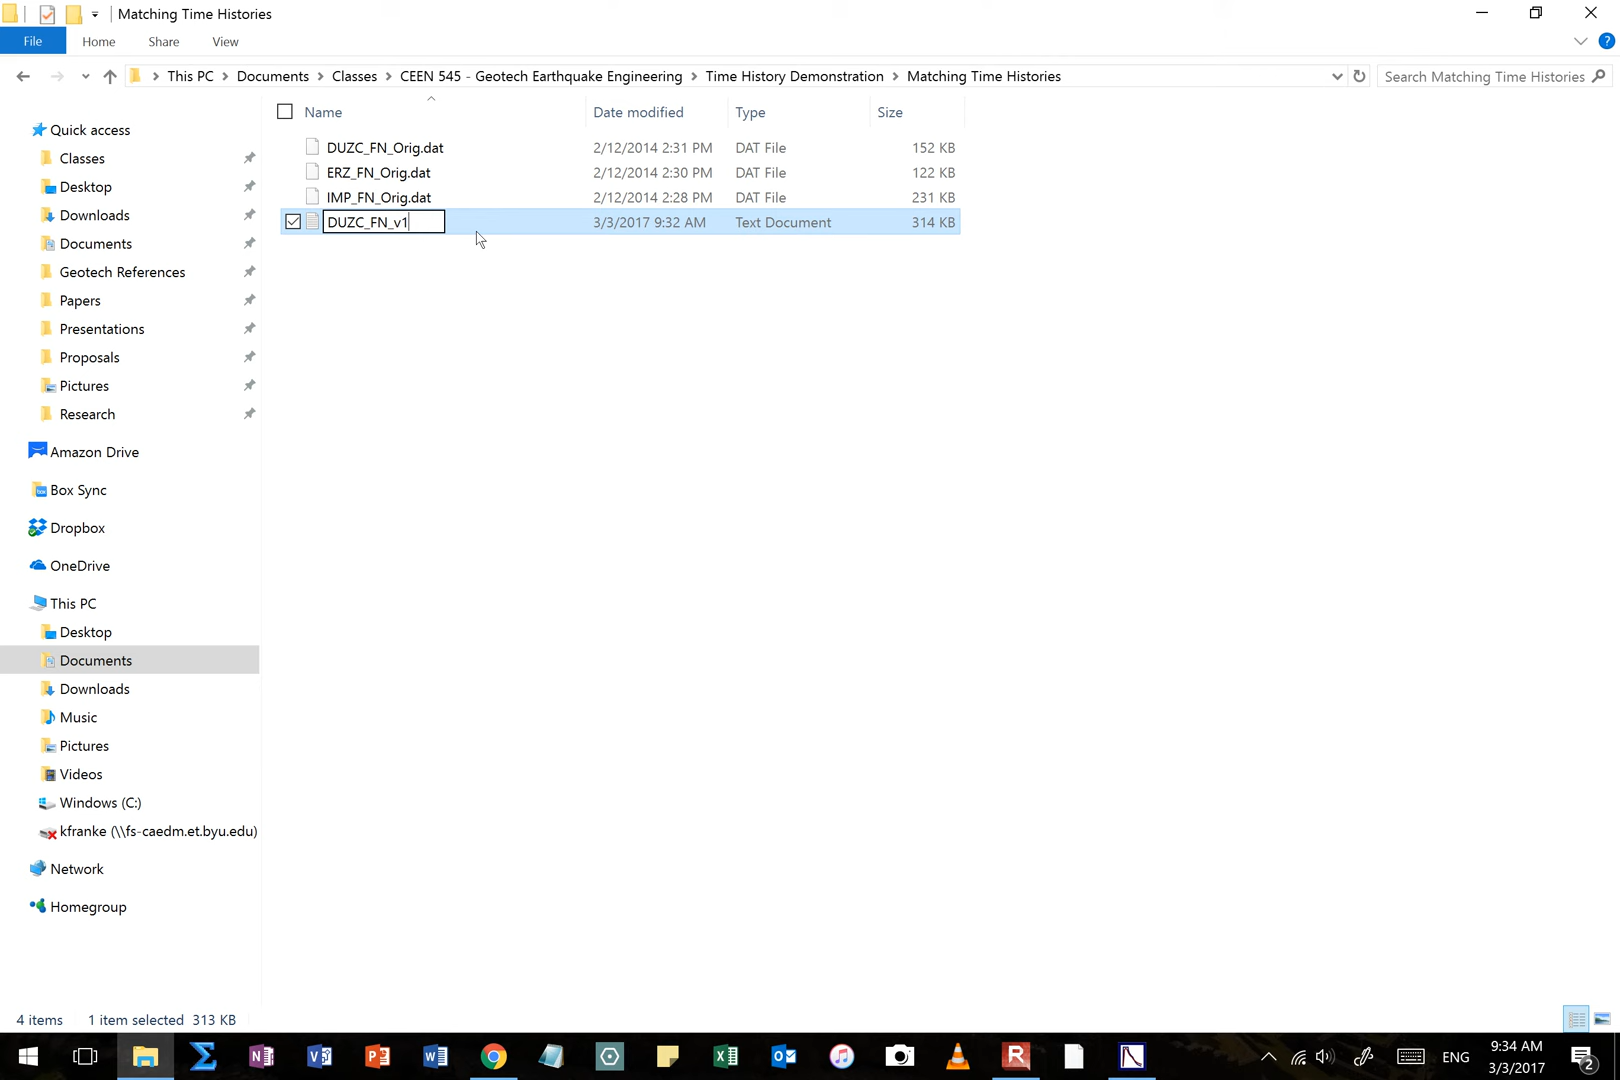 Matching Time Histories
File Home Share View
This PC Documents Classes CEEN 545 - Geotech Earthquake Engineering Time History Demonstration Matching Time Histories Search Matching Time Histories
Name Date modified Type Size
DUZC_FN_Orig.dat 2/12/2014 2:31 PM DAT File 152 KB
ERZ_FN_Orig.dat 2/12/2014 2:30 PM DAT File 122 KB
IMP_FN_Orig.dat 2/12/2014 2:28 PM DAT File 231 KB
DUZC_FN_v1 3/3/2017 9:32 AM Text Document 314 KB
Quick access
Classes
Desktop
Downloads
Documents
Geotech References
Papers
Presentations
Proposals
Pictures
Research
Amazon Drive
Box Sync
Dropbox
OneDrive
This PC
Desktop
Documents
Downloads
Music
Pictures
Videos
Windows (C:)
kfranke (\\fs-caedm.et.byu.edu)
Network
Homegroup
4 items 1 item selected 313 KB
ENG 9:34 AM
3/3/2017 2